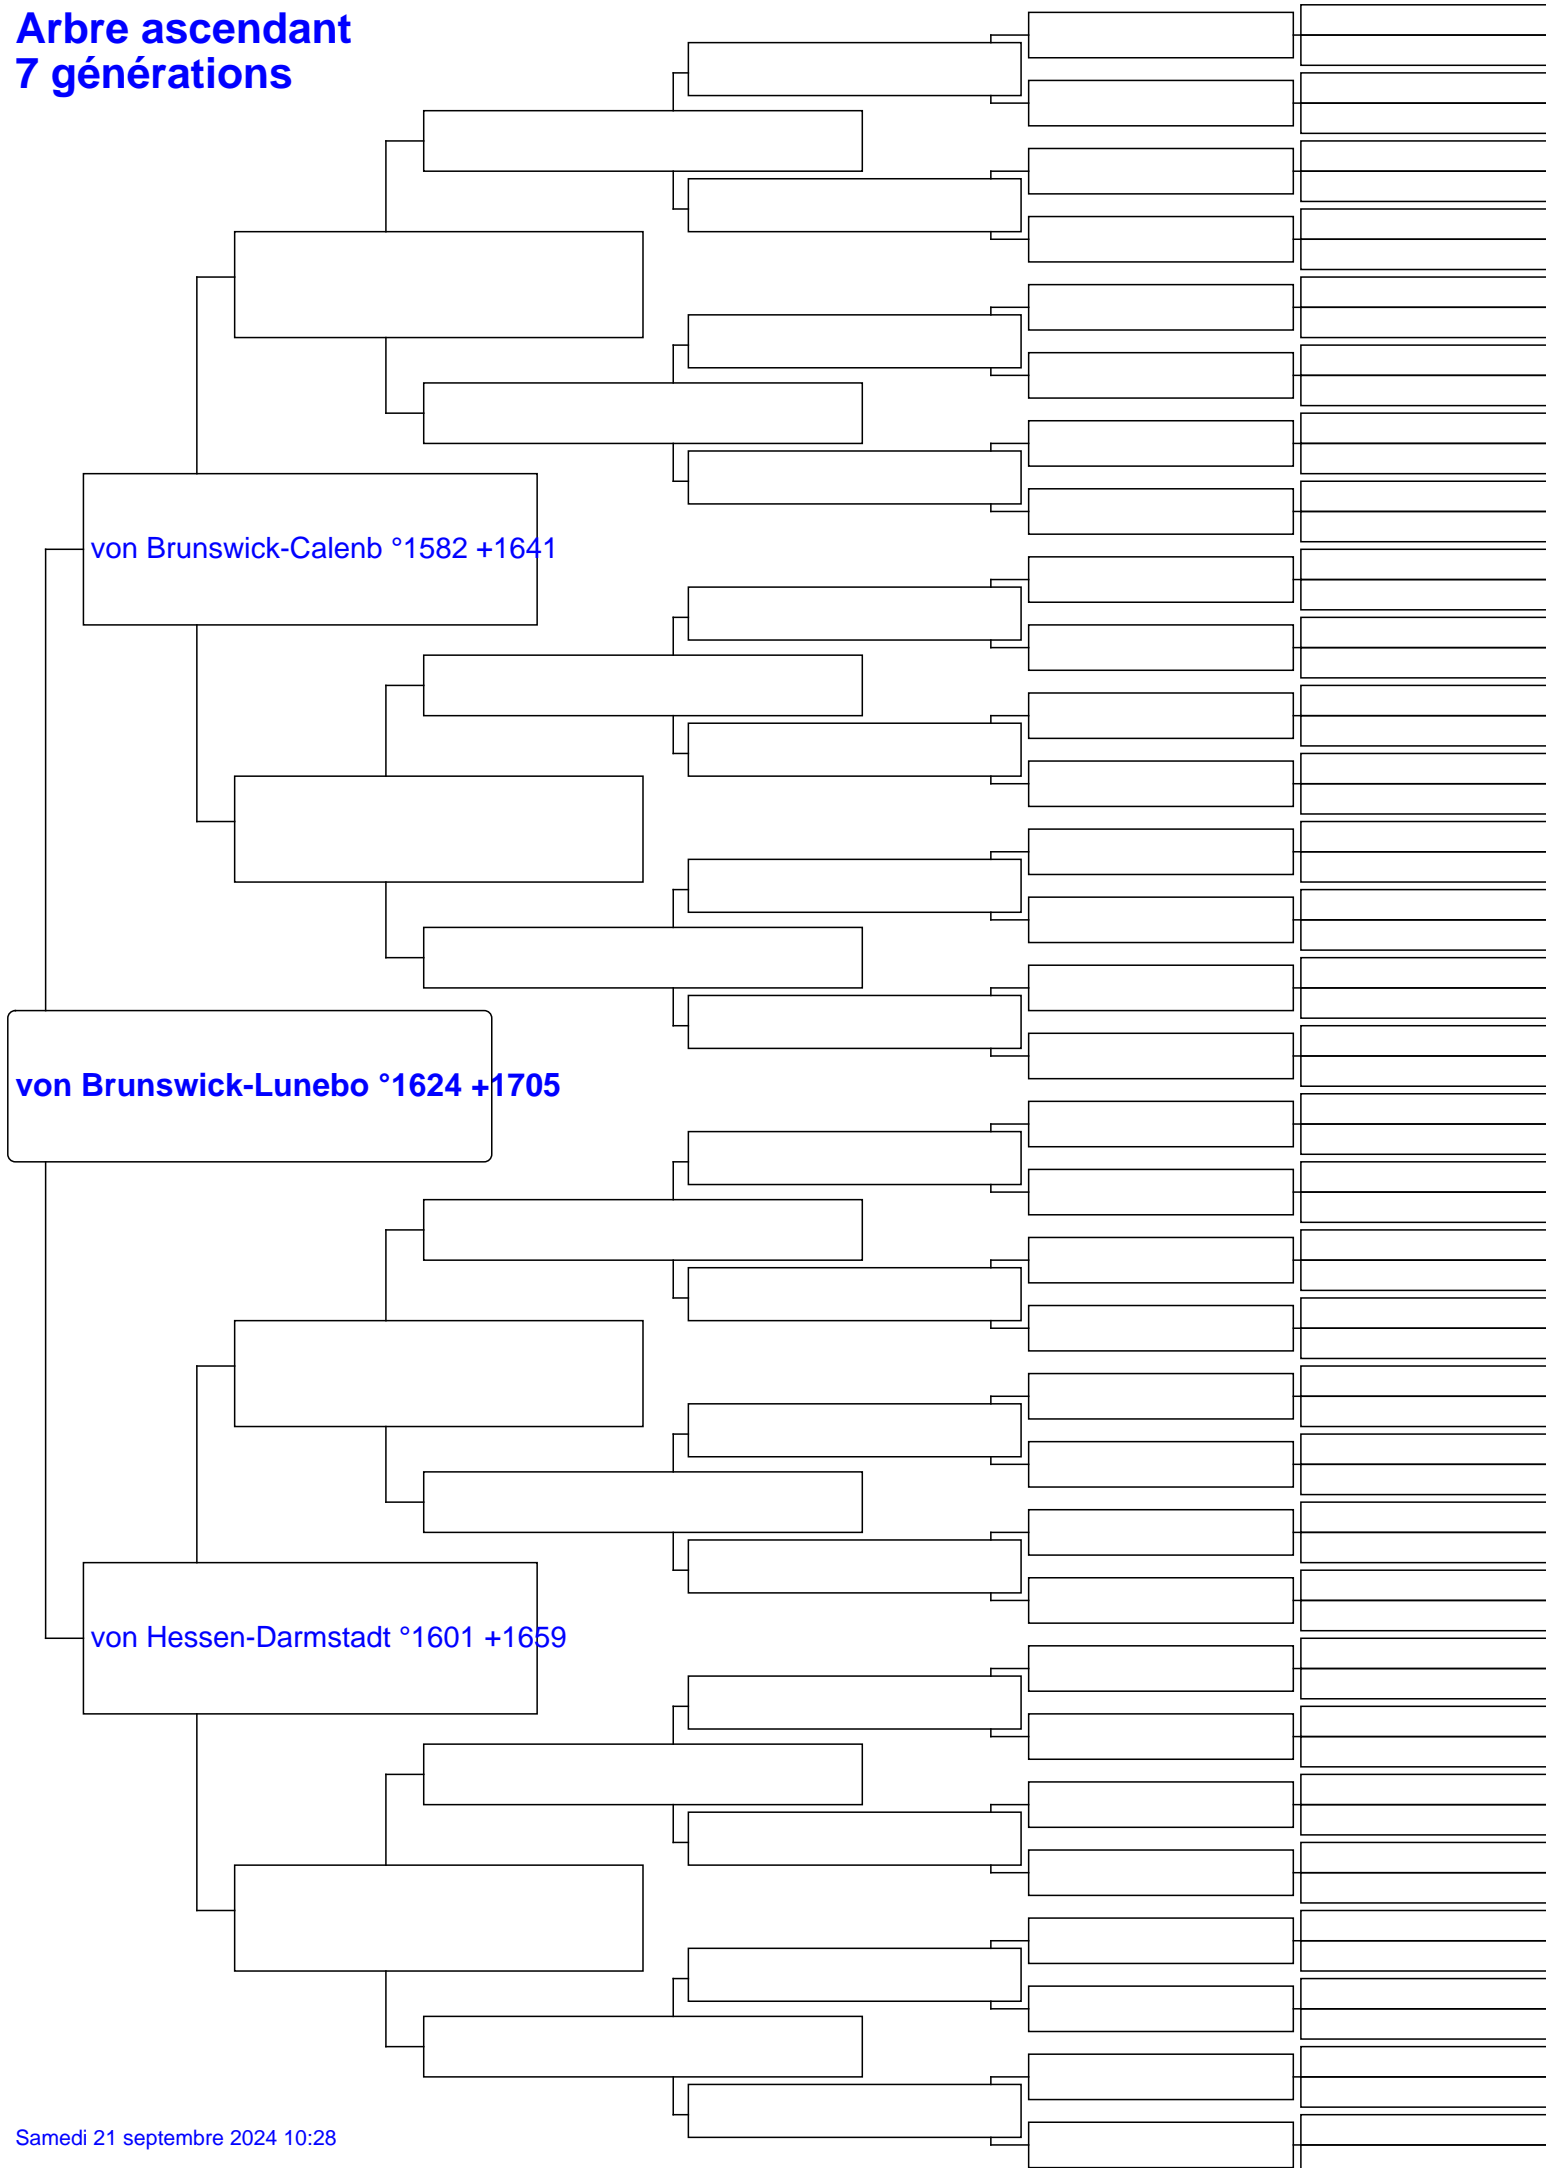 Arbre ascendant
7 générations
von Brunswick-Calenb °1582 +1641
von Brunswick-Lunebo °1624 +1705
von Hessen-Darmstadt °1601 +1659
Samedi 21 septembre 2024 10:28